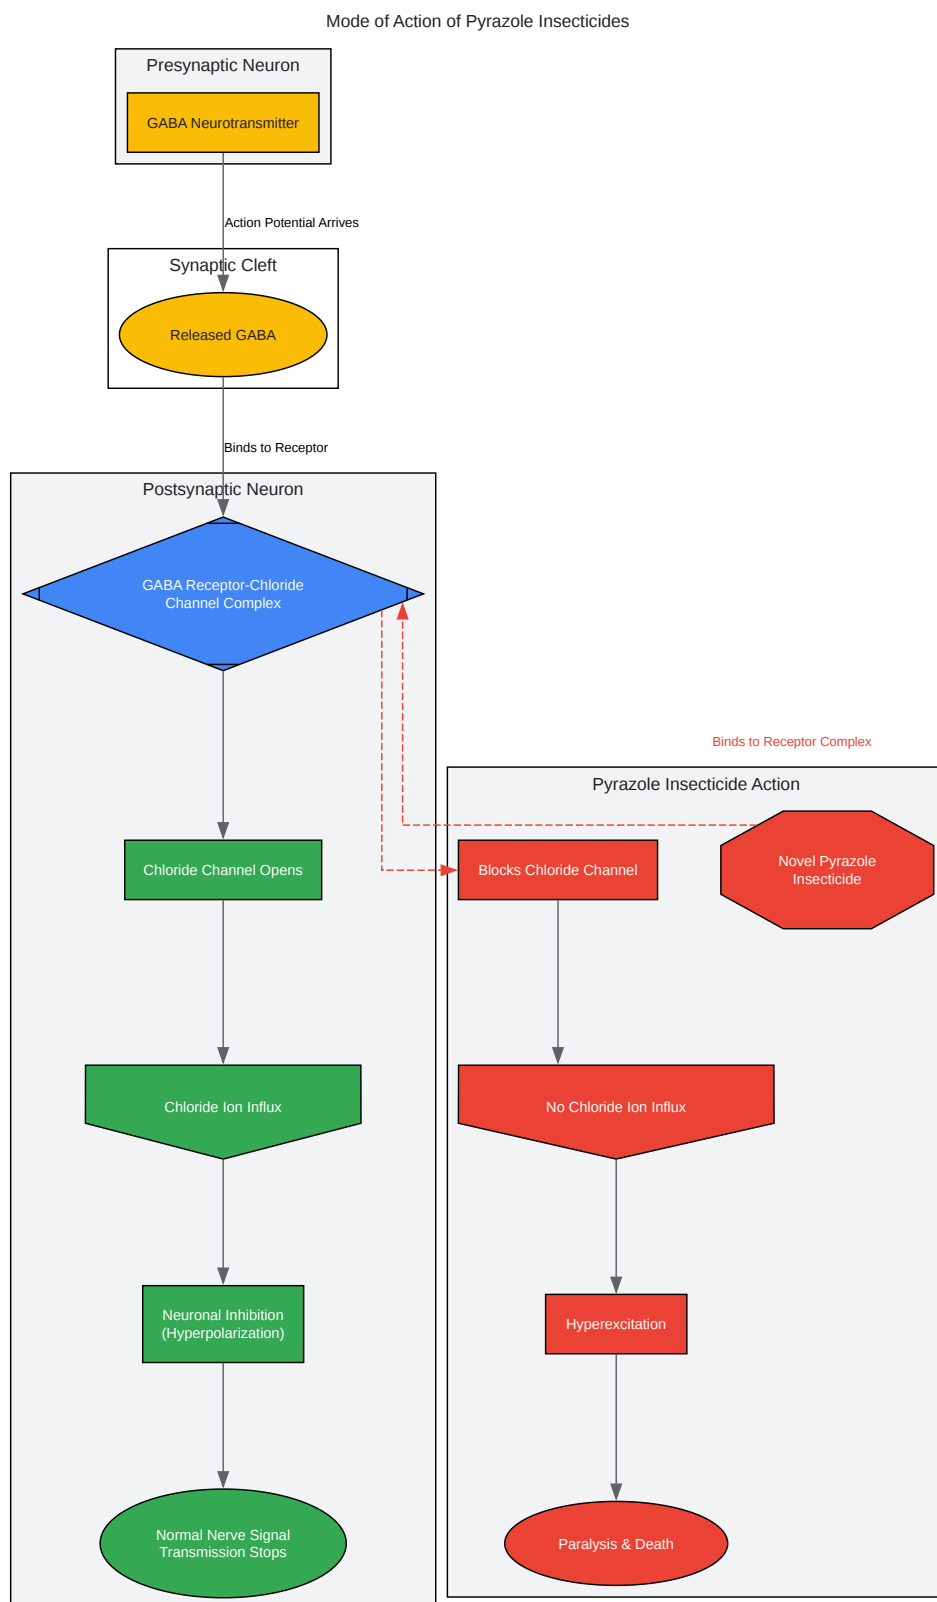 Mode of Action of Pyrazole Insecticides
Presynaptic Neuron
GABA Neurotransmitter
Action Potential Arrives
Synaptic Cleft
Released GABA
Binds to Receptor
Postsynaptic Neuron
GABA Receptor-Chloride
Channel Complex
Binds to Receptor Complex
Pyrazole Insecticide Action
Chloride Channel Opens
Blocks Chloride Channel
Novel Pyrazole
Insecticide
Chloride Ion Influx
No Chloride Ion Influx
Neuronal Inhibition
(Hyperpolarization)
Hyperexcitation
Normal Nerve Signal
Transmission Stops
Paralysis & Death